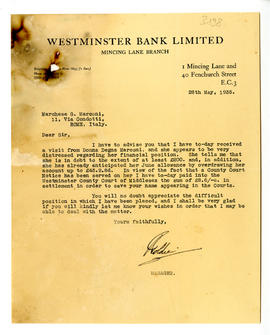 WESTMINSTER BANK LIMITED
MINCING LANE BRANCH
1 Mincing Lane and
40 Fenchurch Street
E.C.3
28th May, 1935.
Marchese G. Marconi,
11, Via Condotti,
ROME, Italy.
Dear Sir,
I have to advise you that I have to-day received
a visit from Donna Degna Marconi, and she appears to be very
distressed regarding her financial position. She tells me that
she is in debt to the extent of at least £200. and, in addition,
she has already anticipated her June allowance by overdrawing her
account up to In view of the fact that a County Court
Notice has been served on her I have to-day paid into the
Westminster County Court of Middlesex the sum of in
settlement in order to save your name appearing in the Courts.
You will no doubt appreciate the difficult
position in which I have been placed, and I shall be very glad
if you will kindly let me know your wishes in order that I may be
able to deal with the matter.
Yours faithfully,
MANAGER.